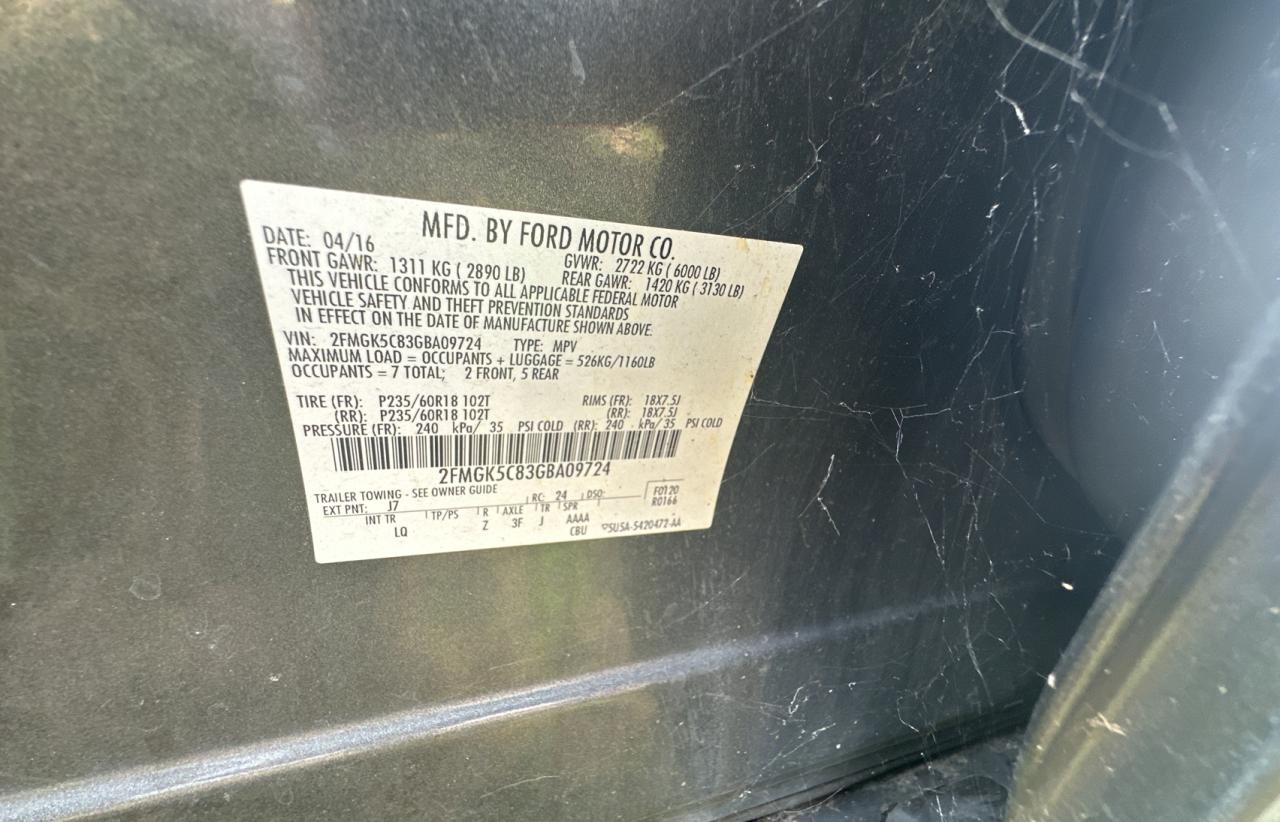 MFD. BY FORD MOTOR CO.
DATE: 04/16 GVWR: 2722 KG ( 6000 LB)
FRONT GAWR: 1311 KG ( 2890 LB) REAR GAWR: 1420 KG ( 3130 LB)
THIS VEHICLE CONFORMS TO ALL APPLICABLE FEDERAL MOTOR
VEHICLE SAFETY AND THEFT PREVENTION STANDARDS
IN EFFECT ON THE DATE OF MANUFACTURE SHOWN ABOVE.
VIN: 2FMGK5C83GBA09724 TYPE: MPV
MAXIMUM LOAD = OCCUPANTS + LUGGAGE = 526KG/1160LB
OCCUPANTS = 7 TOTAL; 2 FRONT, 5 REAR
TIRE (FR): P235/60R18 102T RIMS (FR): 18X7.5J
(RR): P235/60R18 102T (RR): 18X7.5J
PRESSURE (FR): 240 kPa/ 35 PSI COLD (RR): 240 kPa/ 35 PSI COLD
2FMGK5C83GBA09724
TRAILER TOWING - SEE OWNER GUIDE
EXT PNT: J7 RC: 24 DSO: F0120
R0166
INT TR TP/PS R AXLE TR SPR
LQ Z 3F J AAAA
CBU 5U5A-5420472-AA